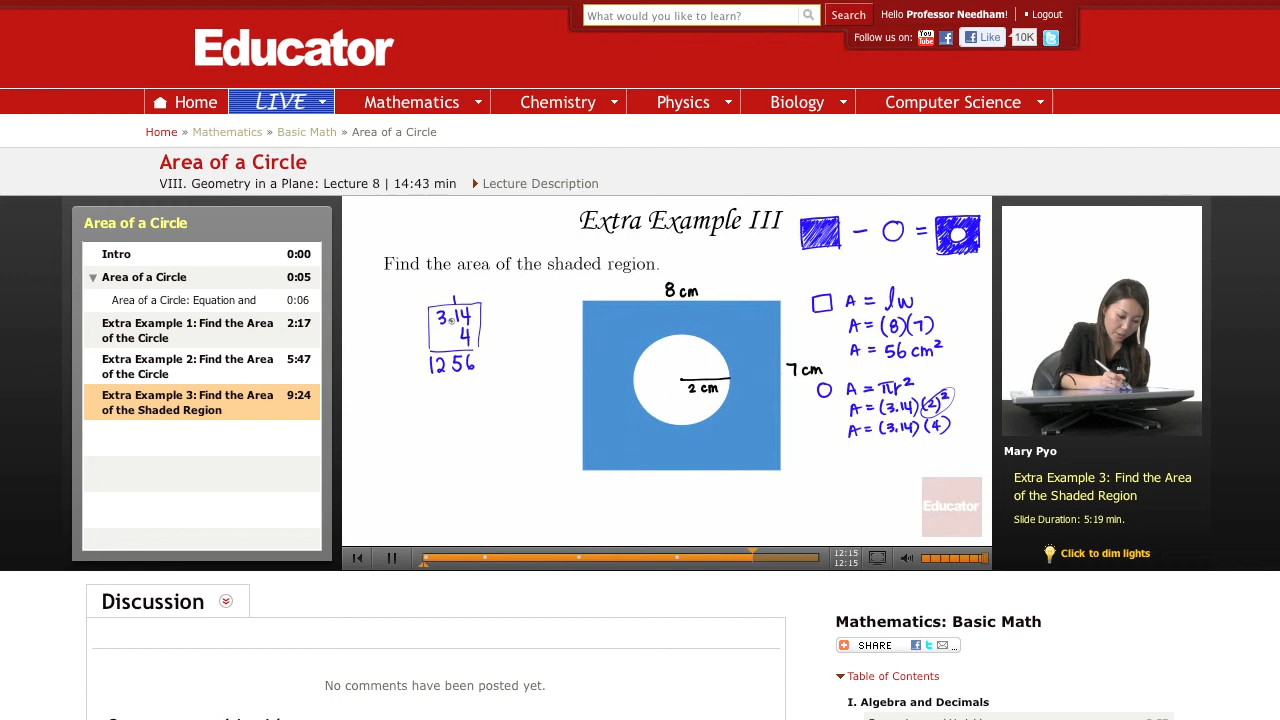 What would you like to learn?
Search
Hello Professor Needham!
Logout
Educator
Follow us on:
You Tube
Like
10K
Home
LIVE
Mathematics
Chemistry
Physics
Biology
Computer Science
Home » Mathematics » Basic Math » Area of a Circle
Area of a Circle
VIII. Geometry in a Plane: Lecture 8 | 14:43 min
Lecture Description
Area of a Circle
Intro 0:00
Area of a Circle 0:05
Area of a Circle: Equation and 0:06
Extra Example 1: Find the Area 2:17
of the Circle
Extra Example 2: Find the Area 5:47
of the Circle
Extra Example 3: Find the Area 9:24
of the Shaded Region
Extra Example III
− =
Find the area of the shaded region.
8 cm
1
3.14
4
1256
2 cm
7 cm
A = lw
A = (8)(7)
A = 56 cm²
A = πr²
A = (3.14)(2)²
A = (3.14)(4)
Educator
12:15
12:15
Mary Pyo
Extra Example 3: Find the Area
of the Shaded Region
Slide Duration: 5:19 min.
Click to dim lights
Discussion
No comments have been posted yet.
Mathematics: Basic Math
SHARE
...
Table of Contents
I. Algebra and Decimals